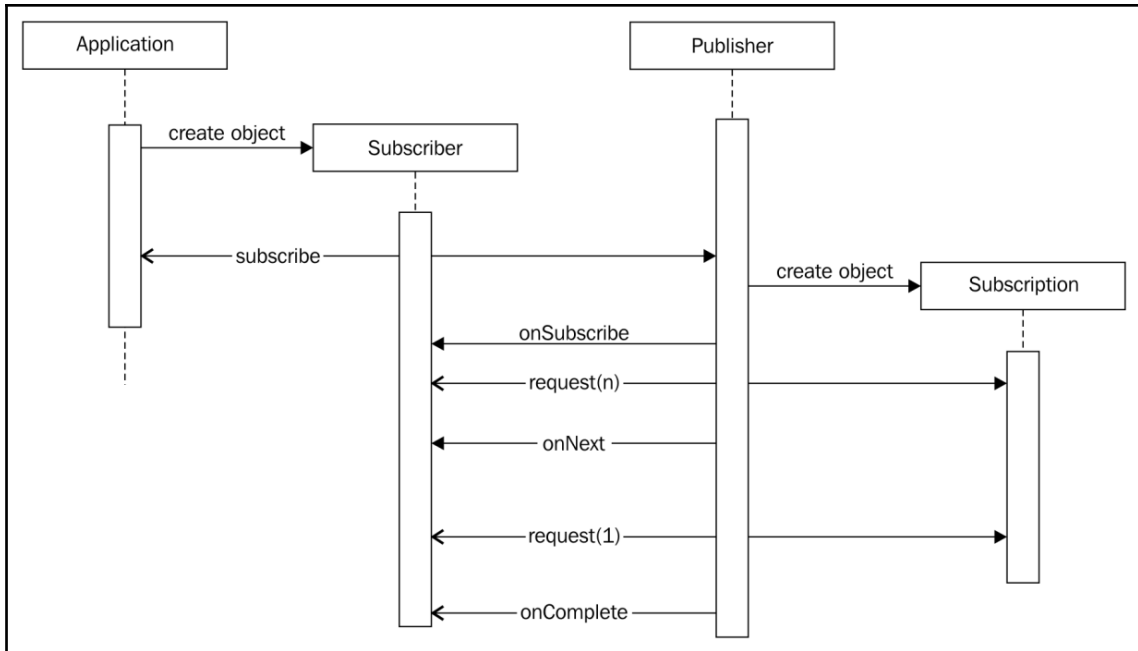 Application
Publisher
create object
Subscriber
subscribe
create object
Subscription
onSubscribe
request(n)
onNext
request(1)
onComplete